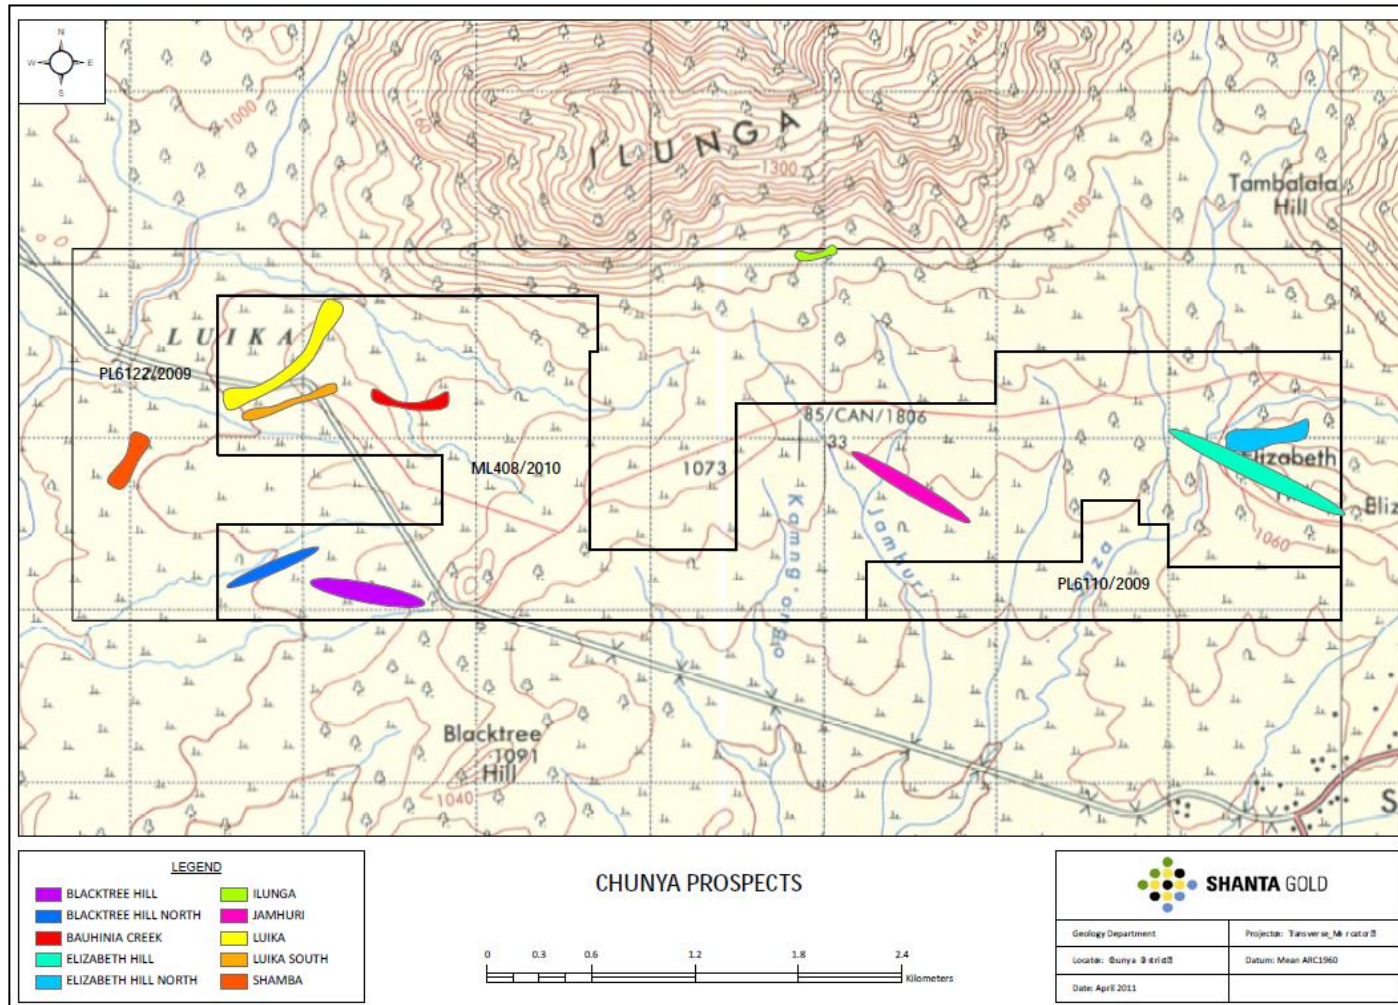 N
W E
S
1000
1160
1440
ILUNGA
1300
1100
Tambalala
Hill
LUIKA
PL6122/2009
85/CAN/1806
33
ML408/2010
1073
Elizabeth
Eliz
Kamng'ongo
Jamhuri
1060
PL6110/2009
Blacktree
1091
Hill
1040
S
LEGEND
BLACKTREE HILL
BLACKTREE HILL NORTH
BAUHINIA CREEK
ELIZABETH HILL
ELIZABETH HILL NORTH
ILUNGA
JAMHURI
LUIKA
LUIKA SOUTH
SHAMBA
CHUNYA PROSPECTS
0 0.3 0.6 1.2 1.8 2.4
Kilometers
SHANTA GOLD
Geology Department
Datum: Mean ARC1960
Date: April 2011